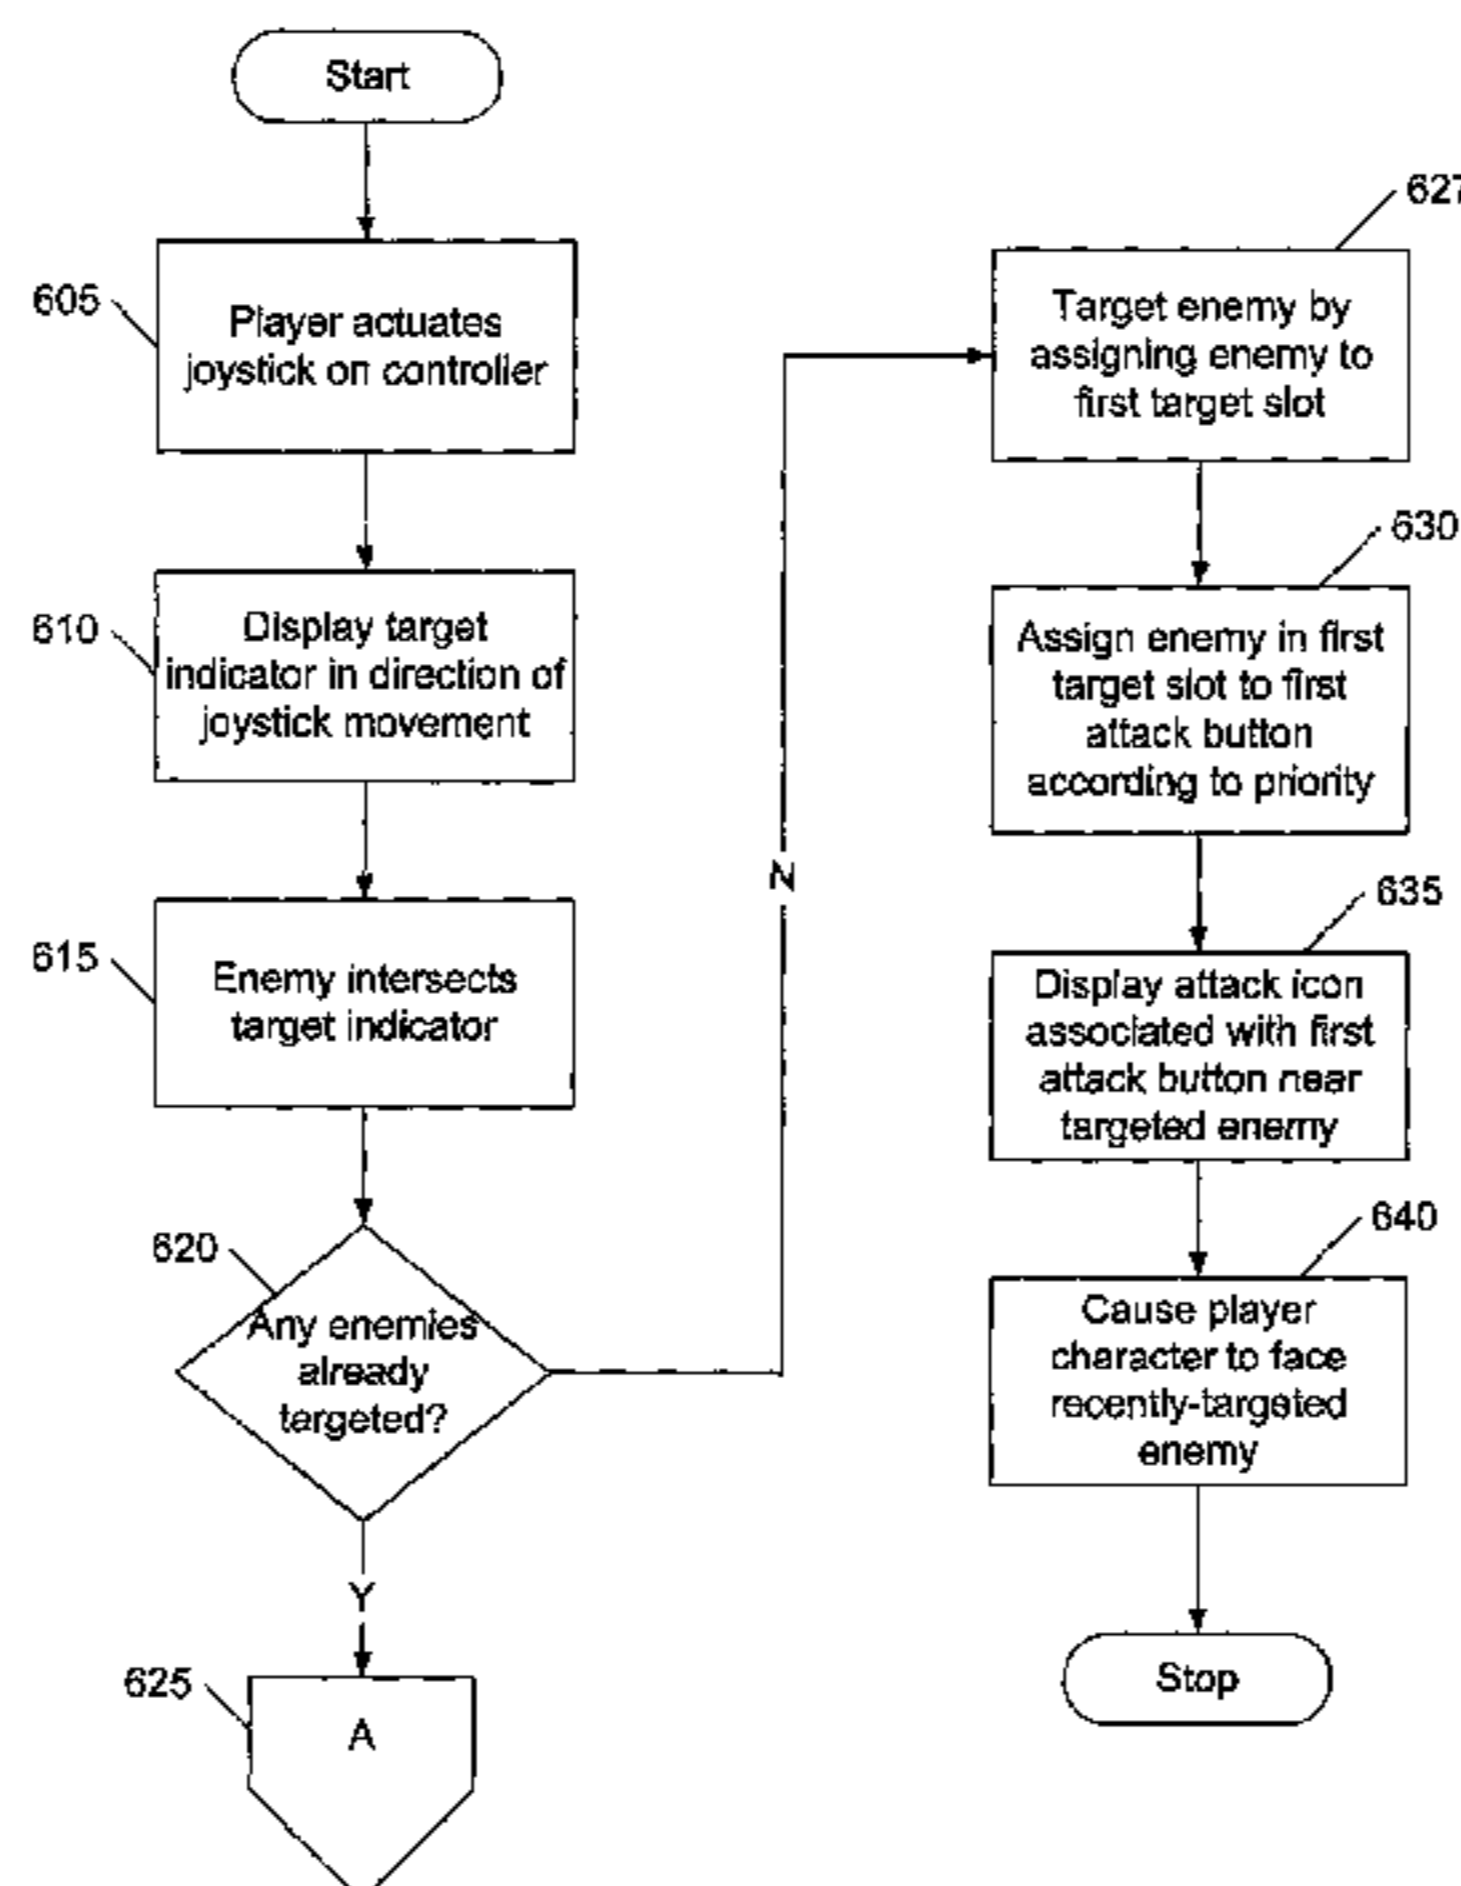 Start
605
Player actuates
joystick on controller
610
Display target
indicator in direction of
joystick movement
615
Enemy intersects
target indicator
620
Any enemies
already
targeted?
Y
625
A
N
627
Target enemy by
assigning enemy to
first target slot
630
Assign enemy in first
target slot to first
attack button
according to priority
635
Display attack icon
associated with first
attack button near
targeted enemy
640
Cause player
character to face
recently-targeted
enemy
Stop